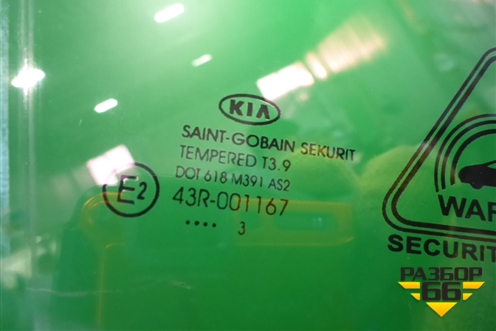 KIA
SAINT-GOBAIN SEKURIT
TEMPERED T3.9
DOT 618 M391 AS2
E2
43R-001167
.... 3
WAR
SECURIT
РАЗБОР
66